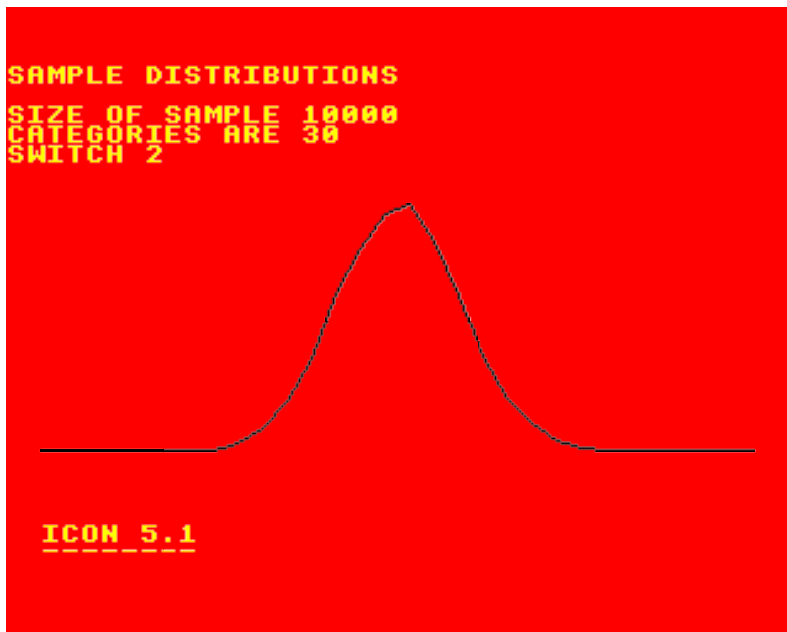 SAMPLE DISTRIBUTIONS
SIZE OF SAMPLE 10000
CATEGORIES ARE 30
SWITCH 2
ICON 5.1